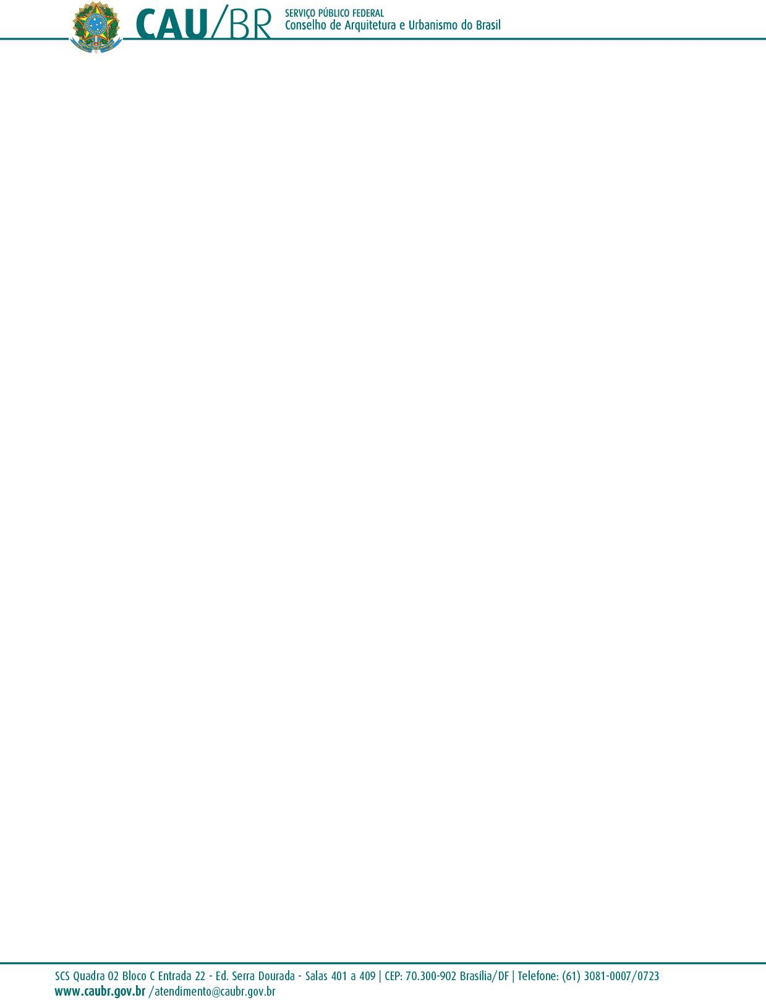 CAU/BR
SERVIÇO PÚBLICO FEDERAL
Conselho de Arquitetura e Urbanismo do Brasil
SCS Quadra 02 Bloco C Entrada 22 - Ed. Serra Dourada - Salas 401 a 409 | CEP: 70.300-902 Brasília/DF | Telefone: (61) 3081-0007/0723
www.caubr.gov.br /atendimento@caubr.gov.br